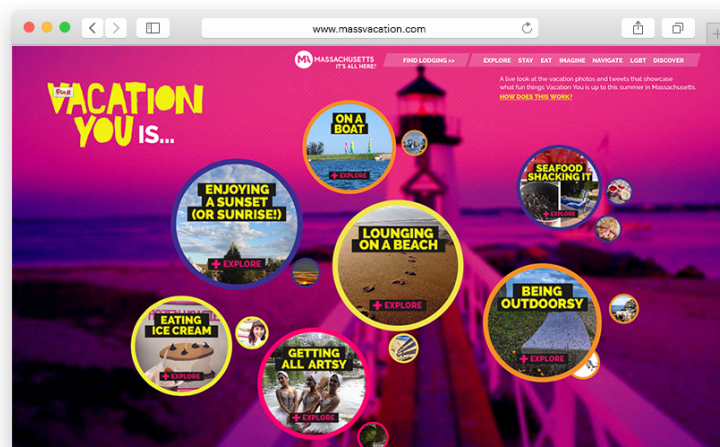 www.massvacation.com
MA MASSACHUSETTS
IT'S ALL HERE!
FIND LODGING >>
EXPLORE STAY EAT IMAGINE NAVIGATE LGBT DISCOVER
A live look at the vacation photos and tweets that showcase
what fun things Vacation You is up to this summer in Massachusetts.
HOW DOES THIS WORK?
VACATION
YOU IS...
ON A
BOAT
+ EXPLORE
SEAFOOD
SHACKING IT
+ EXPLORE
ENJOYING
A SUNSET
(OR SUNRISE!)
+ EXPLORE
LOUNGING
ON A BEACH
+ EXPLORE
BEING
OUTDOORSY
+ EXPLORE
EATING
ICE CREAM
+ EXPLORE
GETTING
ALL ARTSY
+ EXPLORE